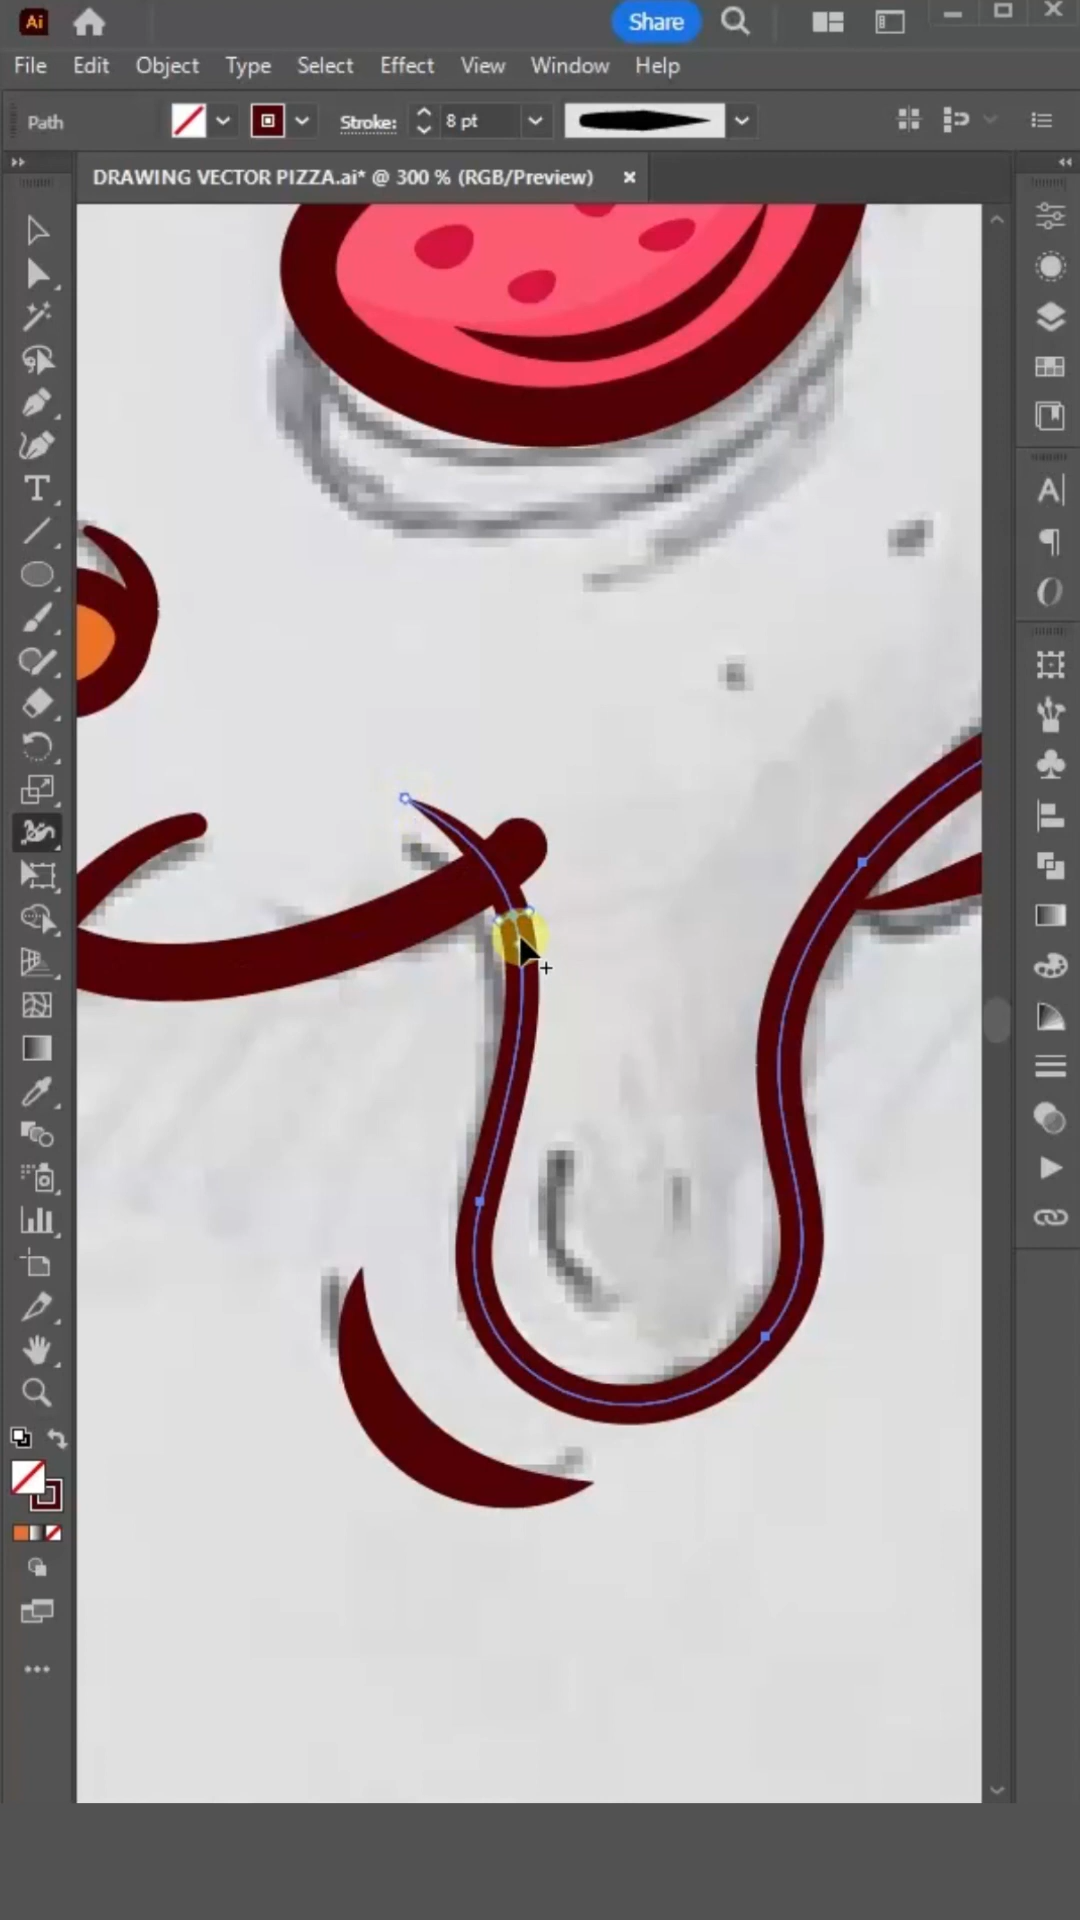 Ai
Share
File Edit Object Type Select Effect View Window Help
Path Stroke: 8 pt
DRAWING VECTOR PIZZA.ai* @ 300 % (RGB/Preview)